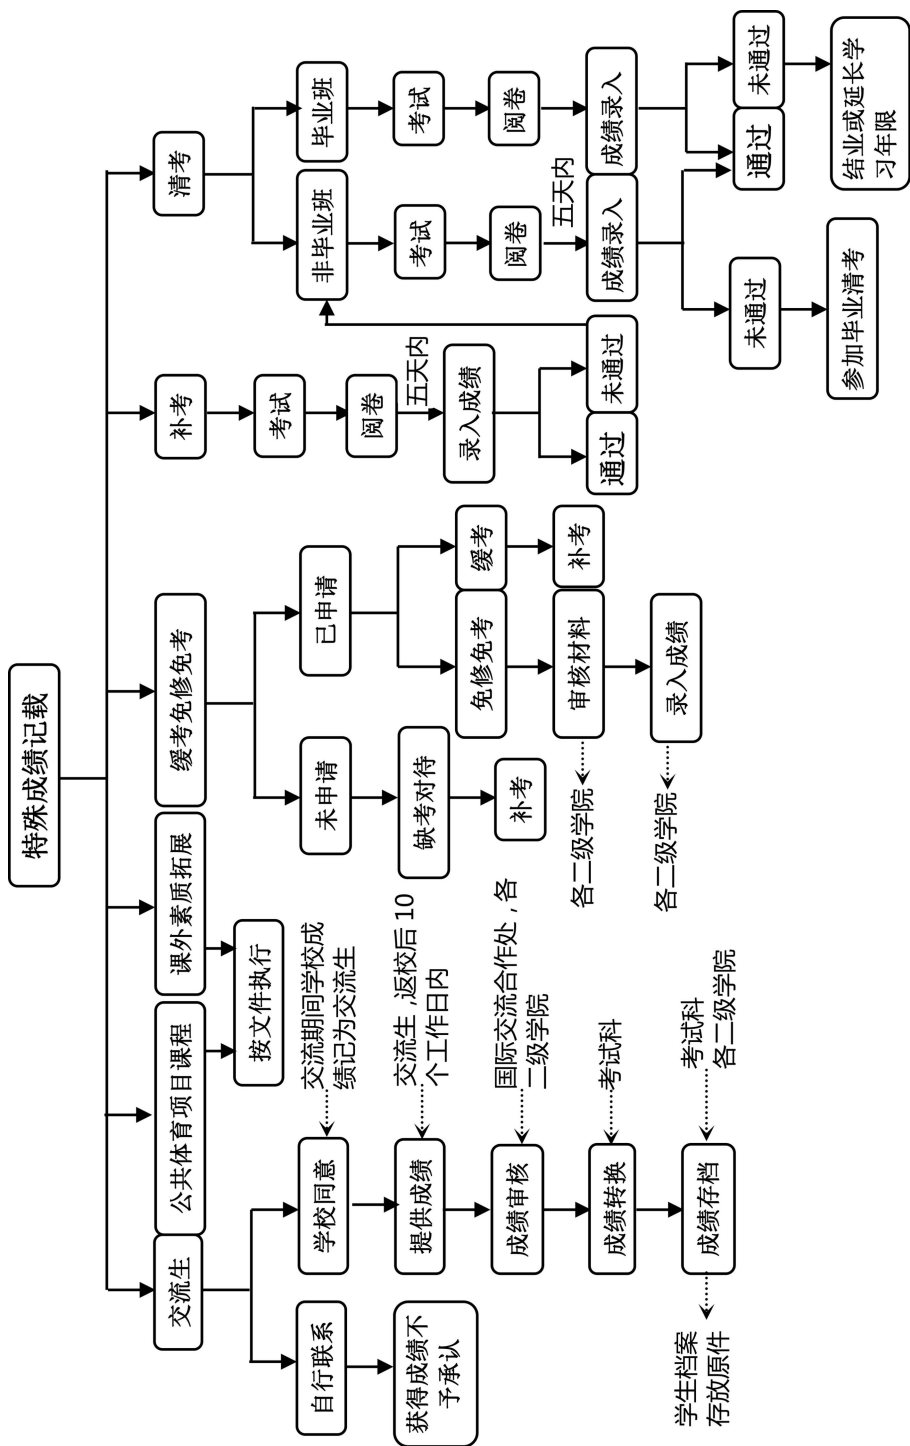 特殊成绩记载
交流生
公共体育项目课程
课外素质拓展
缓考免修免考
补考
清考
自行联系
获得成绩不
予承认
学校同意
交流期间学校成
绩记为交流生
提供成绩
交流生，返校后 10
个工作日内
成绩审核
国际交流合作处，各
二级学院
成绩转换
考试科
成绩存档
考试科
各二级学院
学生档案
存放原件
按文件执行
未申请
缺考对待
补考
已申请
免修免考
缓考
审核材料
补考
各二级学院
录入成绩
各二级学院
考试
阅卷
五天内
录入成绩
通过
未通过
非毕业班
毕业班
考试
考试
阅卷
阅卷
五天内
成绩录入
成绩录入
未通过
通过
未通过
参加毕业清考
结业或延长学
习年限